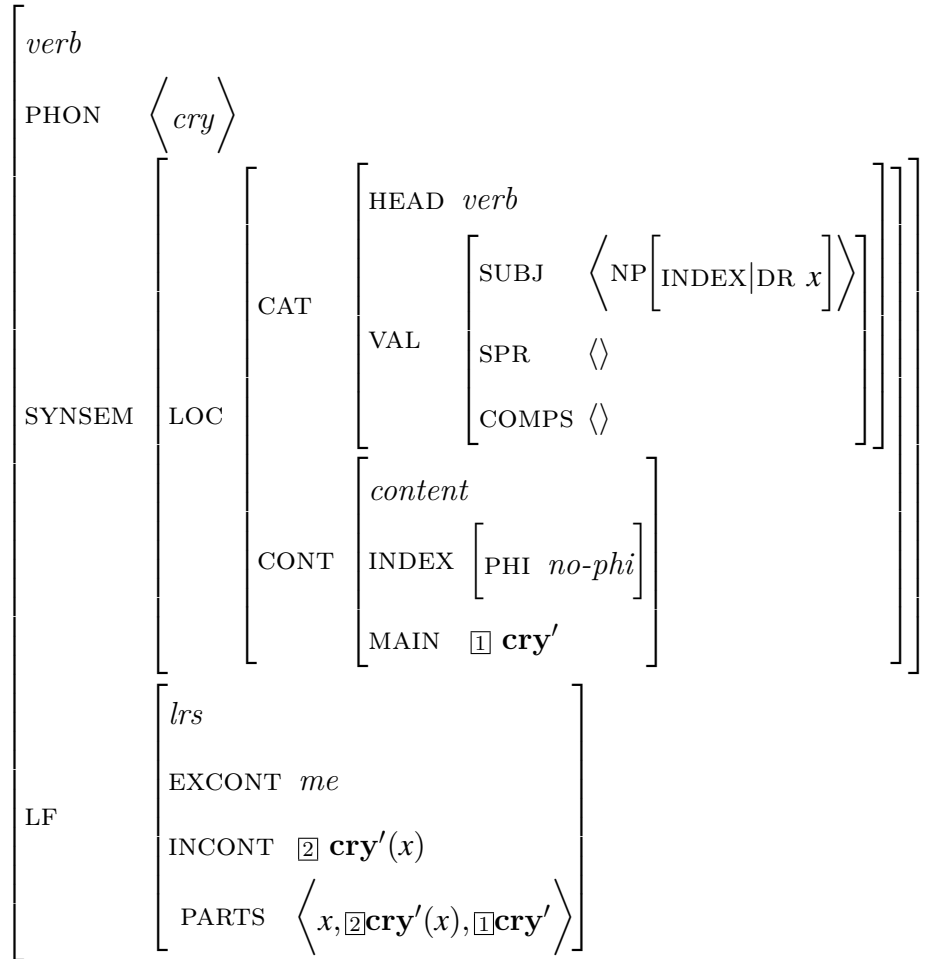 verb
PHON ⟨cry⟩
HEAD verb
SUBJ ⟨NP[INDEX|DR x]⟩
CAT
VAL
SPR ⟨⟩
SYNSEM LOC
COMPS ⟨⟩
content
CONT INDEX [PHI no-phi]
MAIN 1 cry′
lrs
EXCONT me
LF
INCONT 2 cry′(x)
PARTS ⟨x, 2cry′(x), 1cry′⟩